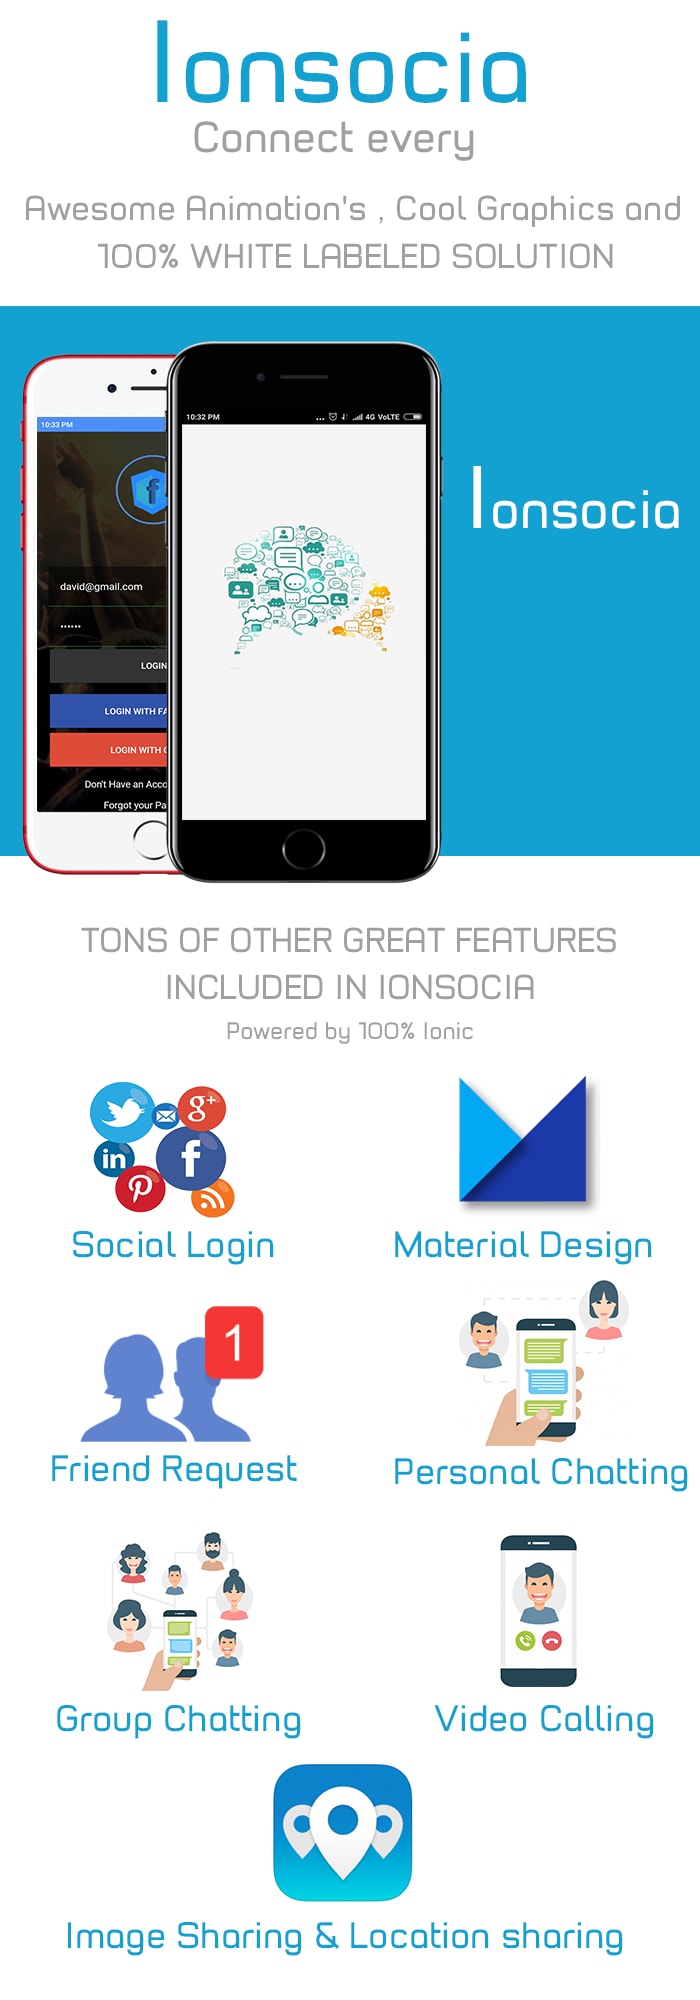 Ionsocia
Connect every
Awesome Animation's , Cool Graphics and
100% WHITE LABELED SOLUTION
10:33 PM
f
david@gmail.com
••••••
LOGIN
LOGIN WITH FA
LOGIN WITH
Don't Have an Acco
Forgot your Pa
10:32 PM
... 4G VoLTE
Ionsocia
TONS OF OTHER GREAT FEATURES
INCLUDED IN IONSOCIA
Powered by 100% Ionic
g+
in
f
Social Login
Material Design
1
Friend Request
Personal Chatting
Group Chatting
Video Calling
Image Sharing & Location sharing